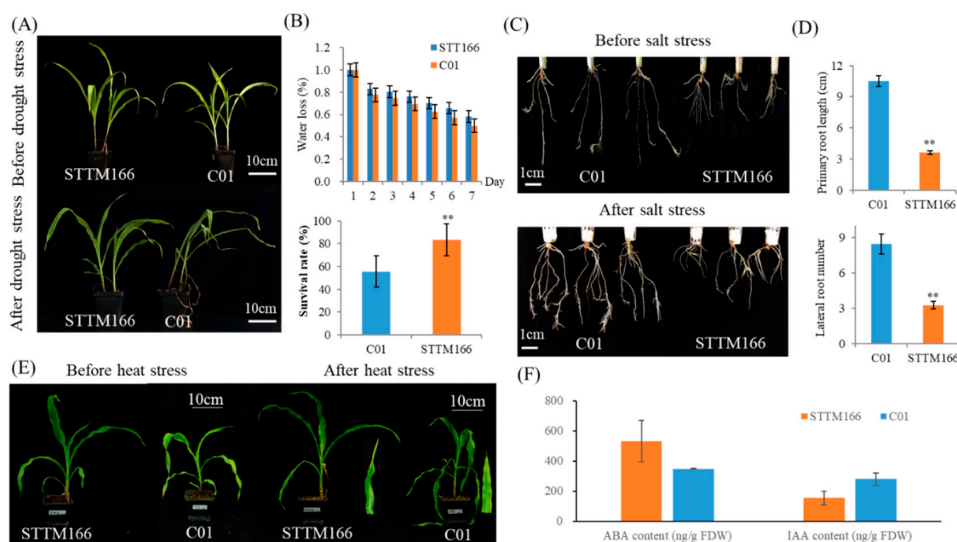 (A)
Before drought stress
STTM166
C01
10cm
After drought stress
STTM166
C01
10cm
(B)
Water loss (%)
1.2
1.0
0.8
0.6
0.4
0.2
0.0
STT166
C01
1 2 3 4 5 6 7 Day
Survival rate (%)
100
80
60
40
20
0
**
C01 STTM166
(C)
Before salt stress
1cm
C01
STTM166
After salt stress
1cm
C01
STTM166
(D)
Primary root length (cm)
12
9
6
3
0
**
C01 STTM166
Lateral root number
9
6
3
0
**
C01 STTM166
(E)
Before heat stress
After heat stress
10cm
10cm
STTM166
C01
STTM166
C01
(F)
800
600
400
200
0
STTM166
C01
ABA content (ng/g FDW)
IAA content (ng/g FDW)